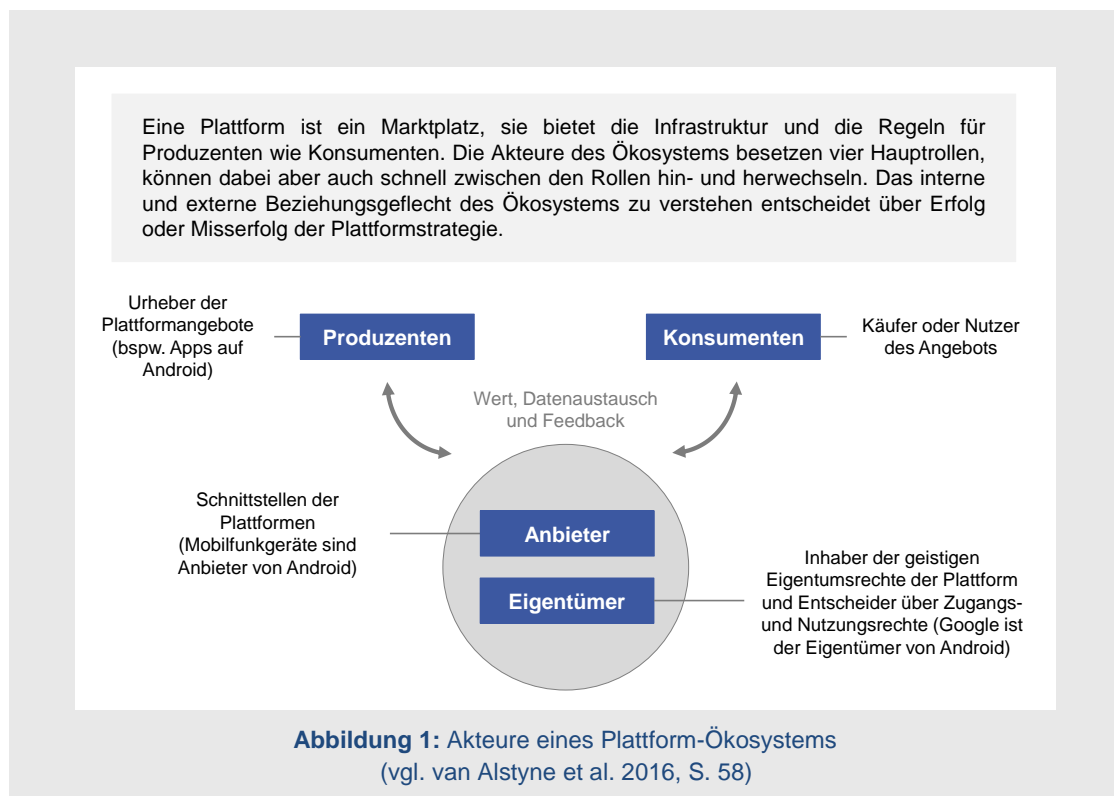 Eine Plattform ist ein Marktplatz, sie bietet die Infrastruktur und die Regeln für
Produzenten wie Konsumenten. Die Akteure des Ökosystems besetzen vier Hauptrollen,
können dabei aber auch schnell zwischen den Rollen hin- und herwechseln. Das interne
und externe Beziehungsgeflecht des Ökosystems zu verstehen entscheidet über Erfolg
oder Misserfolg der Plattformstrategie.
Urheber der
Plattformangebote
(bspw. Apps auf
Android)
Produzenten
Konsumenten
Käufer oder Nutzer
des Angebots
Wert, Datenaustausch
und Feedback
Schnittstellen der
Plattformen
(Mobilfunkgeräte sind
Anbieter von Android)
Anbieter
Eigentümer
Inhaber der geistigen
Eigentumsrechte der Plattform
und Entscheider über Zugangs-
und Nutzungsrechte (Google ist
der Eigentümer von Android)
Abbildung 1: Akteure eines Plattform-Ökosystems
(vgl. van Alstyne et al. 2016, S. 58)